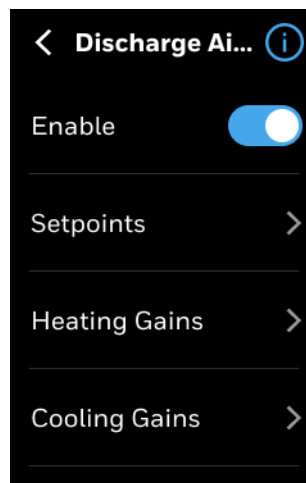 Discharge Ai...
Enable
Setpoints
Heating Gains
Cooling Gains